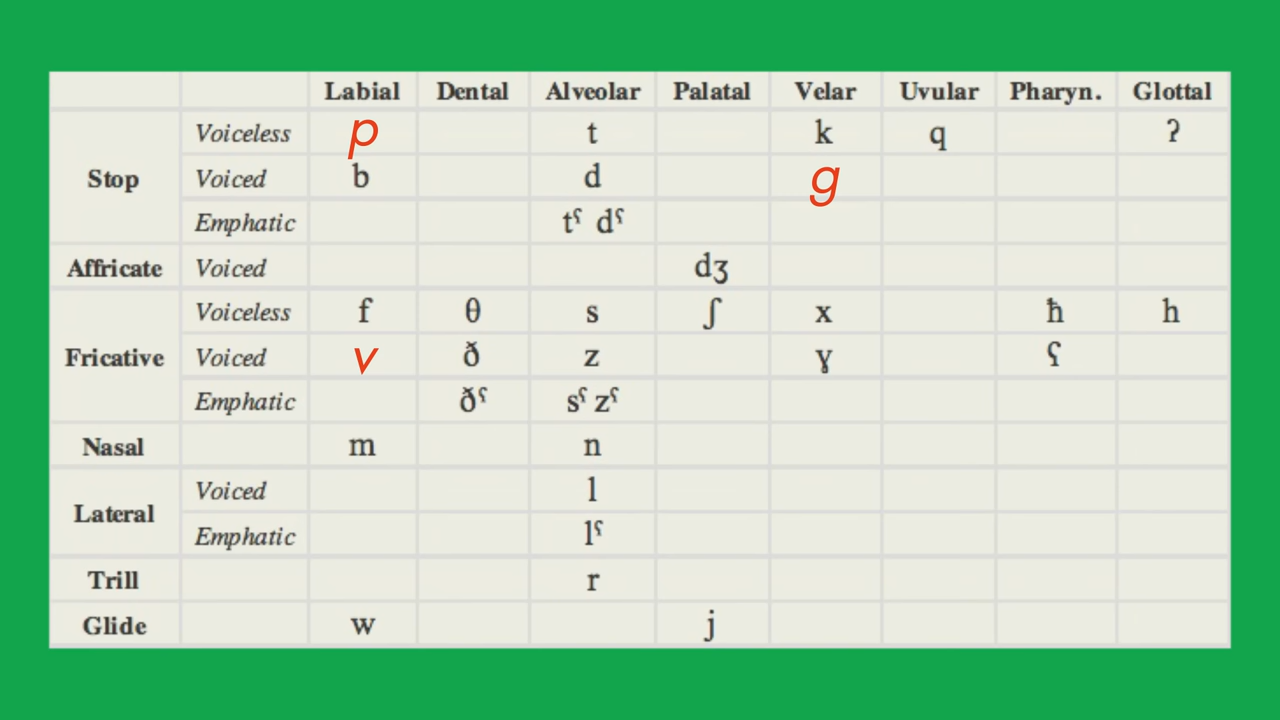 Labial Dental Alveolar Palatal Velar Uvular Pharyn. Glottal
Stop Voiceless p t k q ʔ
Voiced b d g
Emphatic tˤ dˤ
Affricate Voiced dʒ
Fricative Voiceless f θ s ʃ x ħ h
Voiced v ð z ɣ ʕ
Emphatic ðˤ sˤ zˤ
Nasal m n
Lateral Voiced l
Emphatic lˤ
Trill r
Glide w j